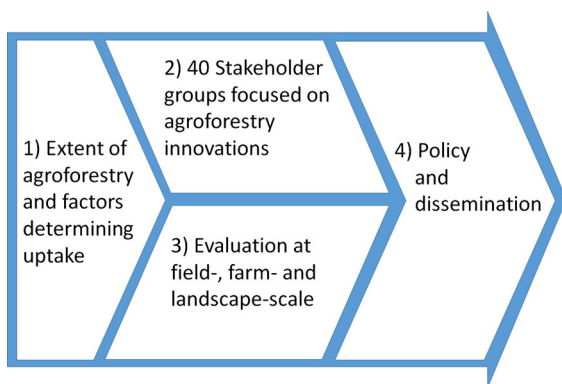 1) Extent of
agroforestry
and factors
determining
uptake
2) 40 Stakeholder
groups focused on
agroforestry
innovations
3) Evaluation at
field-, farm- and
landscape-scale
4) Policy
and
dissemination